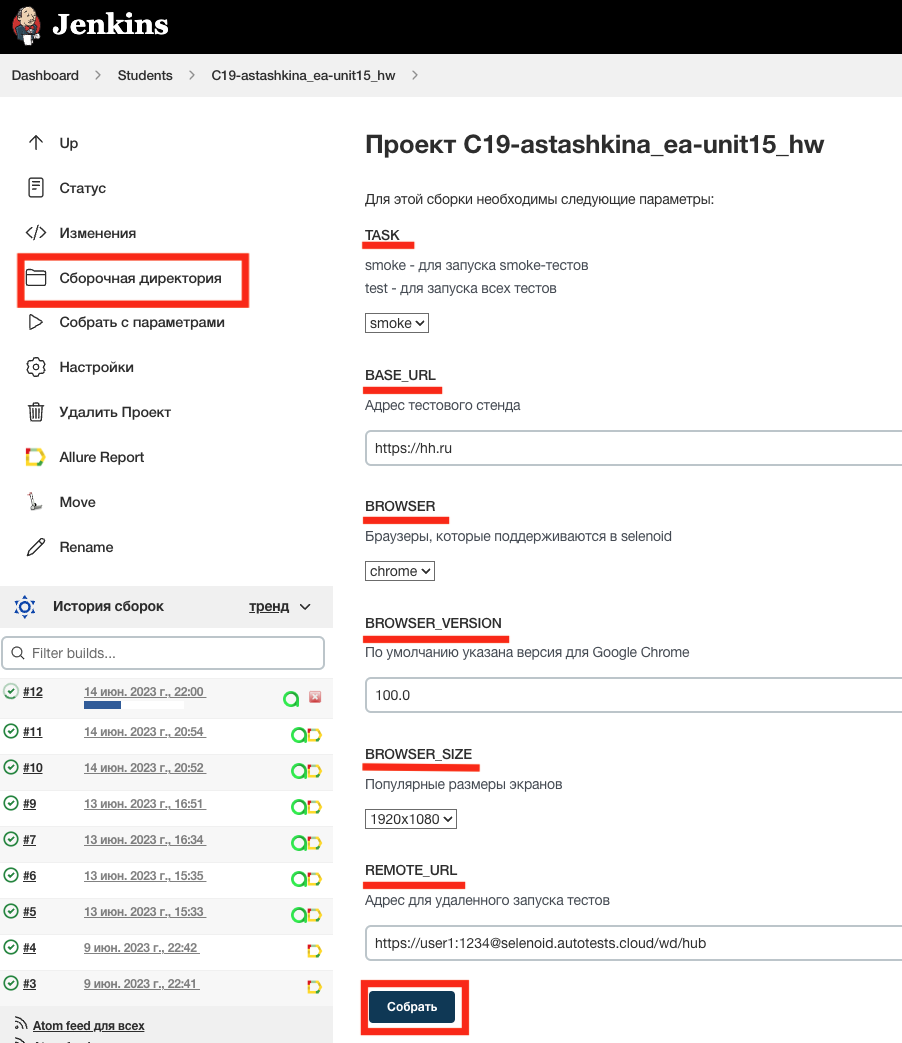 Jenkins
Dashboard
Students
C19-astashkina_ea-unit15_hw
Up
Статус
Изменения
Сборочная директория
Собрать с параметрами
Настройки
Удалить Проект
Allure Report
Move
Rename
История сборок
тренд
Filter builds...
#12 14 июн. 2023 г., 22:00
#11 14 июн. 2023 г., 20:54
#10 14 июн. 2023 г., 20:52
#9 13 июн. 2023 г., 16:51
#7 13 июн. 2023 г., 16:34
#6 13 июн. 2023 г., 15:35
#5 13 июн. 2023 г., 15:33
#4 9 июн. 2023 г., 22:42
#3 9 июн. 2023 г., 22:41
Atom feed для всех
Проект C19-astashkina_ea-unit15_hw
Для этой сборки необходимы следующие параметры:
TASK
smoke - для запуска smoke-тестов
test - для запуска всех тестов
smoke
BASE_URL
Адрес тестового стенда
https://hh.ru
BROWSER
Браузеры, которые поддерживаются в selenoid
chrome
BROWSER_VERSION
По умолчанию указана версия для Google Chrome
100.0
BROWSER_SIZE
Популярные размеры экранов
1920x1080
REMOTE_URL
Адрес для удаленного запуска тестов
https://user1:1234@selenoid.autotests.cloud/wd/hub
Собрать